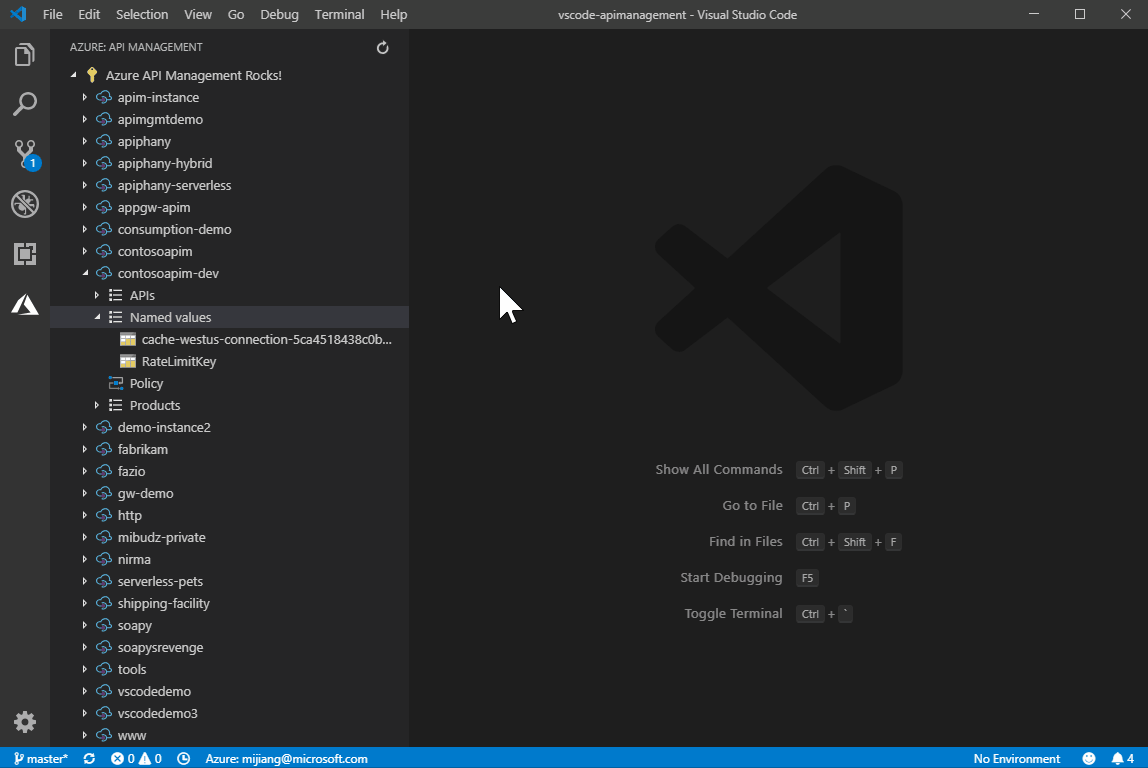 File Edit Selection View Go Debug Terminal Help vscode-apimanagement - Visual Studio Code
AZURE: API MANAGEMENT
Azure API Management Rocks!
apim-instance
apimgmtdemo
apiphany
apiphany-hybrid
apiphany-serverless
appgw-apim
consumption-demo
contosoapim
contosoapim-dev
APIs
Named values
cache-westus-connection-5ca4518438c0b...
RateLimitKey
Policy
Products
demo-instance2
fabrikam
fazio
gw-demo
http
mibudz-private
nirma
serverless-pets
shipping-facility
soapy
soapysrevenge
tools
vscodedemo
vscodedemo3
www
1
Show All Commands Ctrl + Shift + P
Go to File Ctrl + P
Find in Files Ctrl + Shift + F
Start Debugging F5
Toggle Terminal Ctrl + `
master* 0 0 Azure: mijiang@microsoft.com No Environment 4